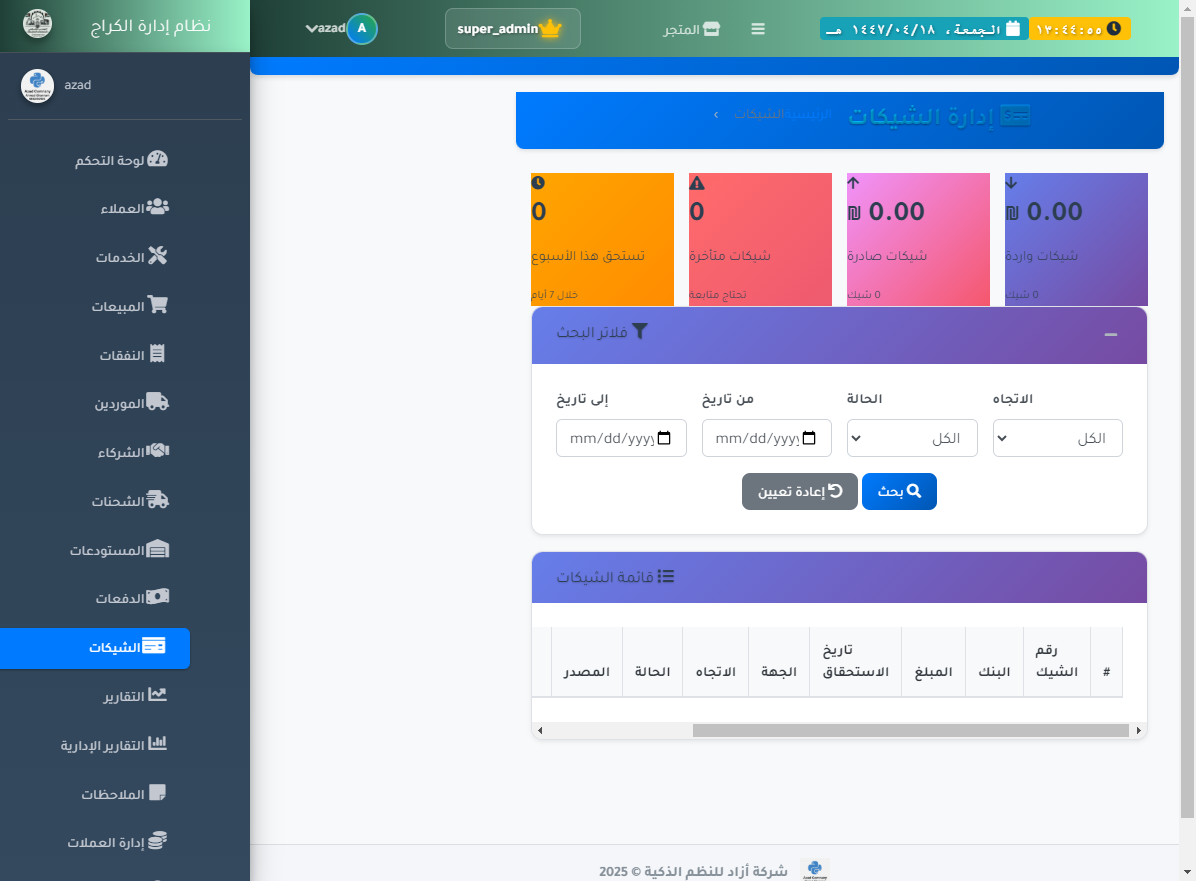 نظام إدارة الكراج
azad
لوحة التحكم
العملاء
الخدمات
المبيعات
النفقات
الموردين
الشركاء
الشحنات
المستودعات
الدفعات
الشيكات
التقارير
التقارير الإدارية
الملاحظات
إدارة العملات
١٣:٤٤:٥٥
الجمعة، ١٤٤٧/٠٤/١٨ هـ
المتجر
super_admin
A azad
إدارة الشيكات
الرئيسية الشيكات ‹
0.00 ₪
شيكات واردة
0 شيك
0.00 ₪
شيكات صادرة
0 شيك
0
شيكات متأخرة
تحتاج متابعة
0
تستحق هذا الأسبوع
خلال 7 أيام
فلاتر البحث
الاتجاه
الكل
الحالة
الكل
من تاريخ
mm/dd/yyyy
إلى تاريخ
mm/dd/yyyy
بحث
إعادة تعيين
قائمة الشيكات
# رقم الشيك البنك المبلغ تاريخ الاستحقاق الجهة الاتجاه الحالة المصدر
شركة أزاد للنظم الذكية © 2025